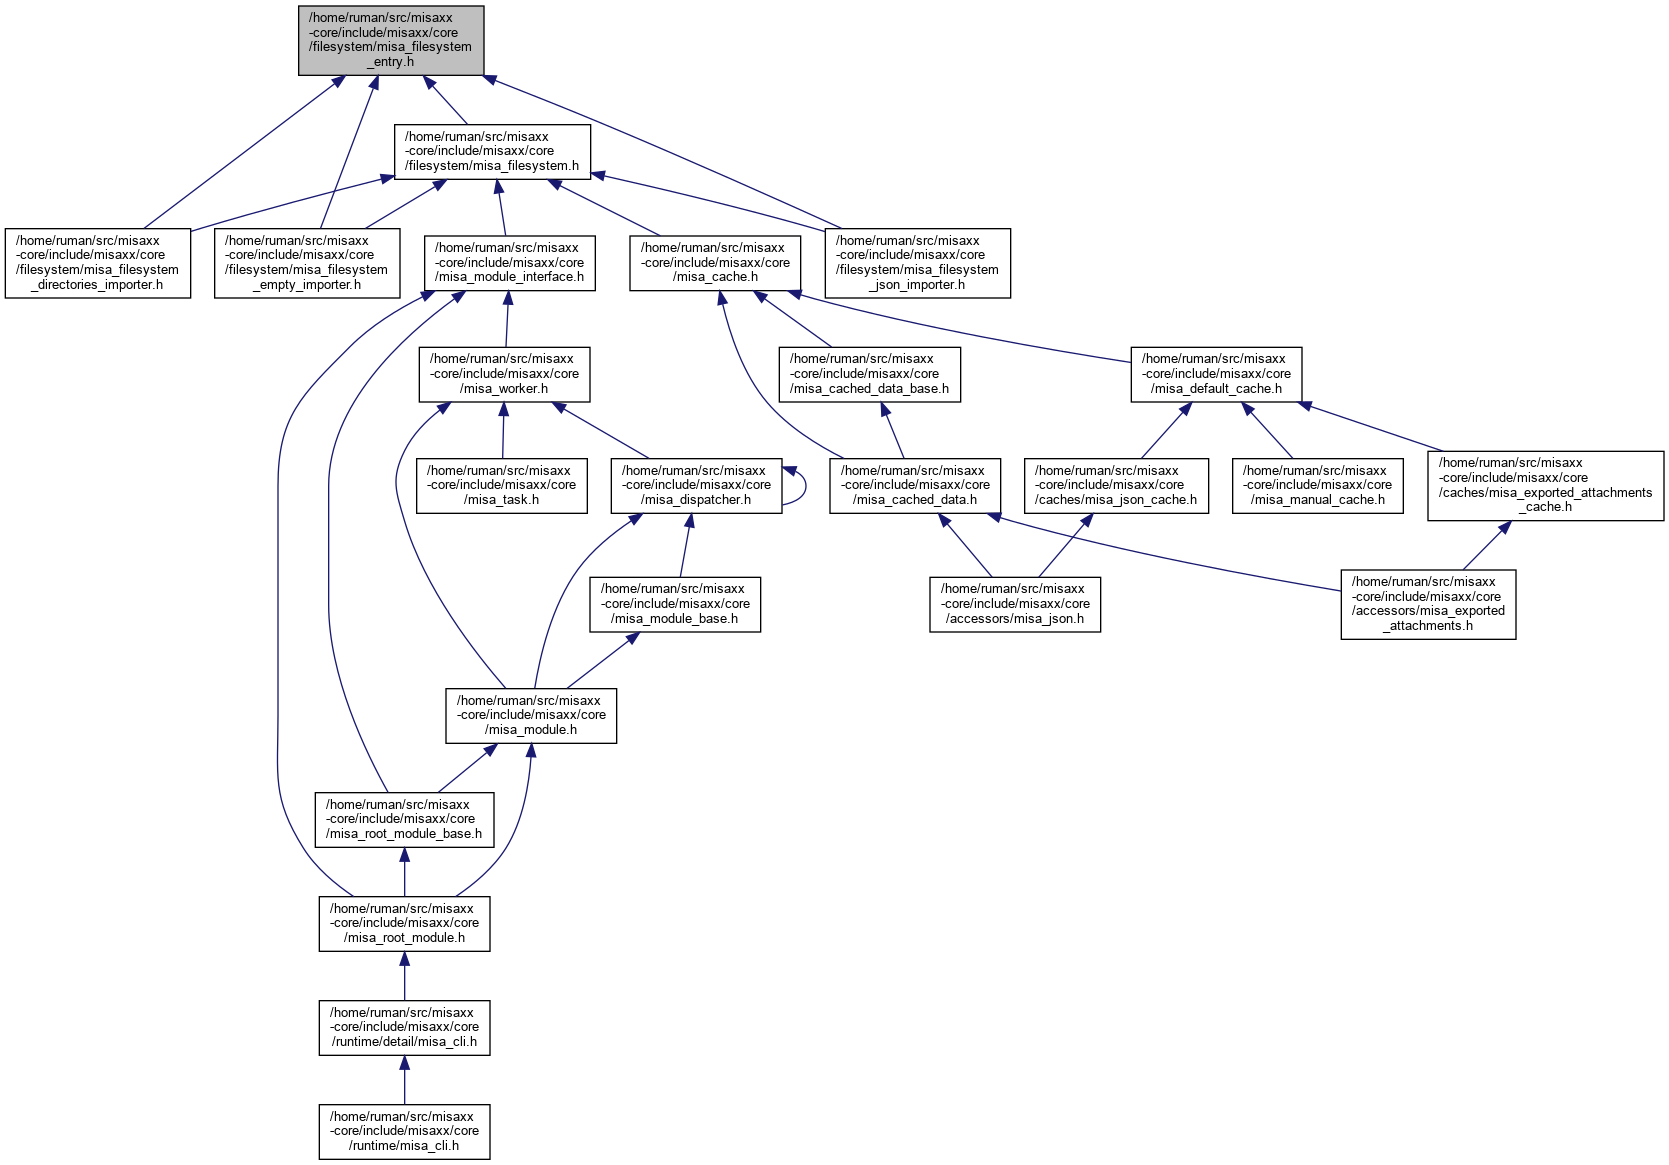 /home/ruman/src/misaxx
-core/include/misaxx/core
/filesystem/misa_filesystem
_entry.h
/home/ruman/src/misaxx
-core/include/misaxx/core
/filesystem/misa_filesystem.h
/home/ruman/src/misaxx
-core/include/misaxx/core
/filesystem/misa_filesystem
_directories_importer.h
/home/ruman/src/misaxx
-core/include/misaxx/core
/filesystem/misa_filesystem
_empty_importer.h
/home/ruman/src/misaxx
-core/include/misaxx/core
/misa_module_interface.h
/home/ruman/src/misaxx
-core/include/misaxx/core
/misa_cache.h
/home/ruman/src/misaxx
-core/include/misaxx/core
/filesystem/misa_filesystem
_json_importer.h
/home/ruman/src/misaxx
-core/include/misaxx/core
/misa_worker.h
/home/ruman/src/misaxx
-core/include/misaxx/core
/misa_cached_data_base.h
/home/ruman/src/misaxx
-core/include/misaxx/core
/misa_default_cache.h
/home/ruman/src/misaxx
-core/include/misaxx/core
/misa_task.h
/home/ruman/src/misaxx
-core/include/misaxx/core
/misa_dispatcher.h
/home/ruman/src/misaxx
-core/include/misaxx/core
/misa_cached_data.h
/home/ruman/src/misaxx
-core/include/misaxx/core
/caches/misa_json_cache.h
/home/ruman/src/misaxx
-core/include/misaxx/core
/misa_manual_cache.h
/home/ruman/src/misaxx
-core/include/misaxx/core
/caches/misa_exported_attachments
_cache.h
/home/ruman/src/misaxx
-core/include/misaxx/core
/misa_module_base.h
/home/ruman/src/misaxx
-core/include/misaxx/core
/accessors/misa_json.h
/home/ruman/src/misaxx
-core/include/misaxx/core
/accessors/misa_exported
_attachments.h
/home/ruman/src/misaxx
-core/include/misaxx/core
/misa_module.h
/home/ruman/src/misaxx
-core/include/misaxx/core
/misa_root_module_base.h
/home/ruman/src/misaxx
-core/include/misaxx/core
/misa_root_module.h
/home/ruman/src/misaxx
-core/include/misaxx/core
/runtime/detail/misa_cli.h
/home/ruman/src/misaxx
-core/include/misaxx/core
/runtime/misa_cli.h